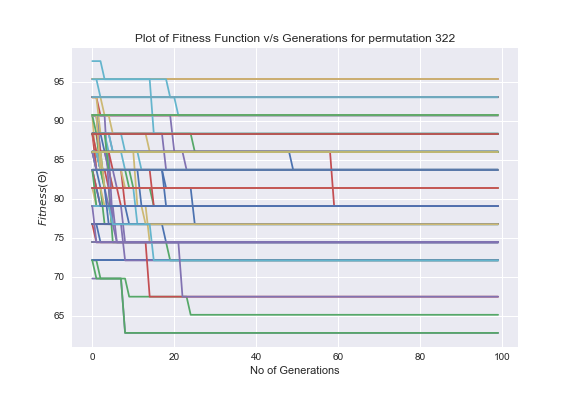 Plot of Fitness Function v/s Generations for permutation 322
Fitness(Θ)
95
90
85
80
75
70
65
0 20 40 60 80 100
No of Generations